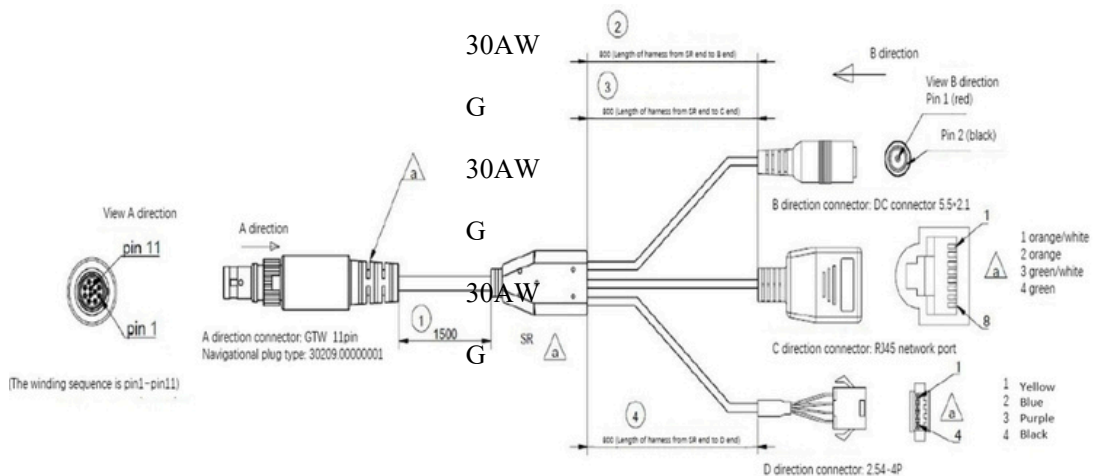 2
30AW
800 (Length of harness from SR end to B end)
B direction
3
View B direction
Pin 1 (red)
G
800 (Length of harness from SR end to C end)
Pin 2 (black)
a
30AW
View A direction
A direction
B direction connector: DC connector 5.5*2.1
pin 11
G
1
1 orange/white
2 orange
a
3 green/white
4 green
30AW
pin 1
1
1500
8
A direction connector: GTW 11pin
SR
a
G
C direction connector: RJ45 network port
Navigational plug type: 30209.00000001
(The winding sequence is pin1-pin11)
1
1 Yellow
2 Blue
a
4
3 Purple
4 Black
4
800 (Length of harness from SR end to D end)
D direction connector: 2.54-4P